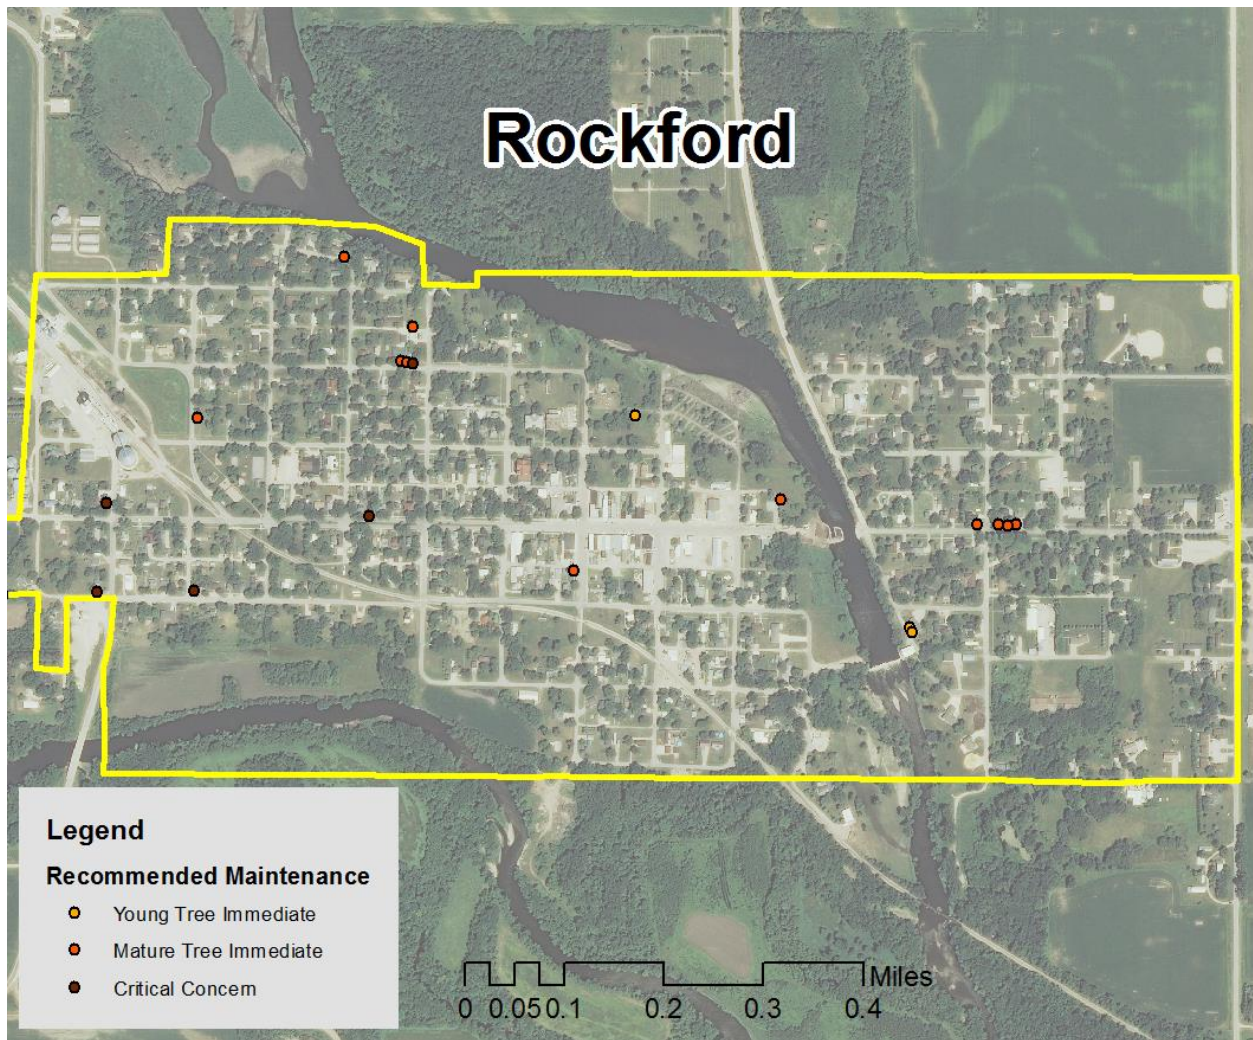 Rockford
Legend
Recommended Maintenance
Young Tree Immediate
Mature Tree Immediate
Critical Concern
Miles
0 0.05 0.1 0.2 0.3 0.4